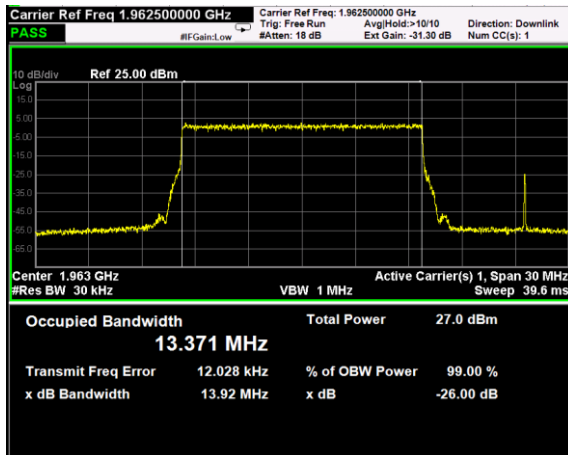 Carrier Ref Freq 1.962500000 GHz
Carrier Ref Freq: 1.962500000 GHz
PASS
#IFGain:Low
Trig: Free Run
Avg|Hold:>10/10
Direction: Downlink
#Atten: 18 dB
Ext Gain: -31.30 dB
Num CC(s): 1
10 dB/div
Ref 25.00 dBm
Log
15.0
5.00
-5.00
-15.0
-25.0
-35.0
-45.0
-55.0
-65.0
Center 1.963 GHz
Active Carrier(s) 1, Span 30 MHz
#Res BW 30 kHz
VBW 1 MHz
Sweep 39.6 ms
Occupied Bandwidth
Total Power 27.0 dBm
13.371 MHz
Transmit Freq Error 12.028 kHz
% of OBW Power 99.00 %
x dB Bandwidth 13.92 MHz
x dB -26.00 dB